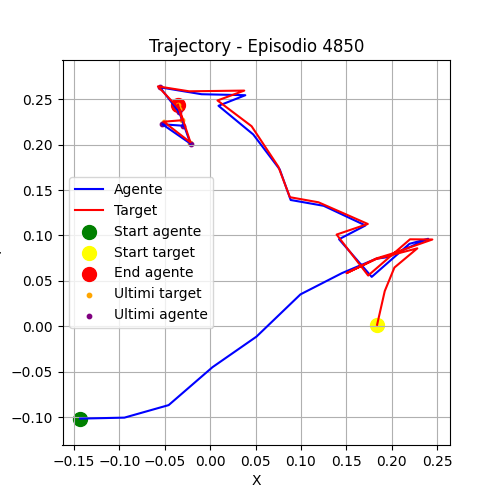 Trajectory - Episodio 4850
0.25
0.20
0.15
0.10
0.05
0.00
−0.05
−0.10
Agente
Target
Start agente
Start target
End agente
Ultimi target
Ultimi agente
−0.15 −0.10 −0.05 0.00 0.05 0.10 0.15 0.20 0.25
X